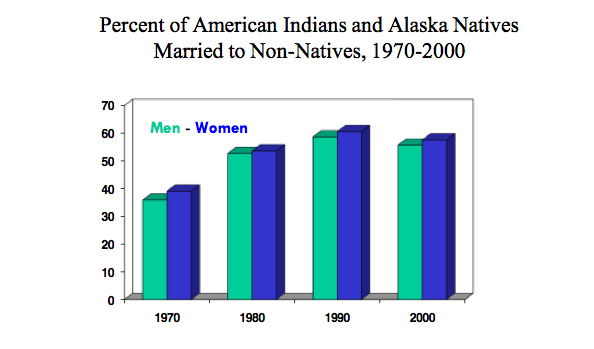 Percent of American Indians and Alaska Natives
Married to Non-Natives, 1970-2000
Men - Women
70
60
50
40
30
20
10
0
1970 1980 1990 2000